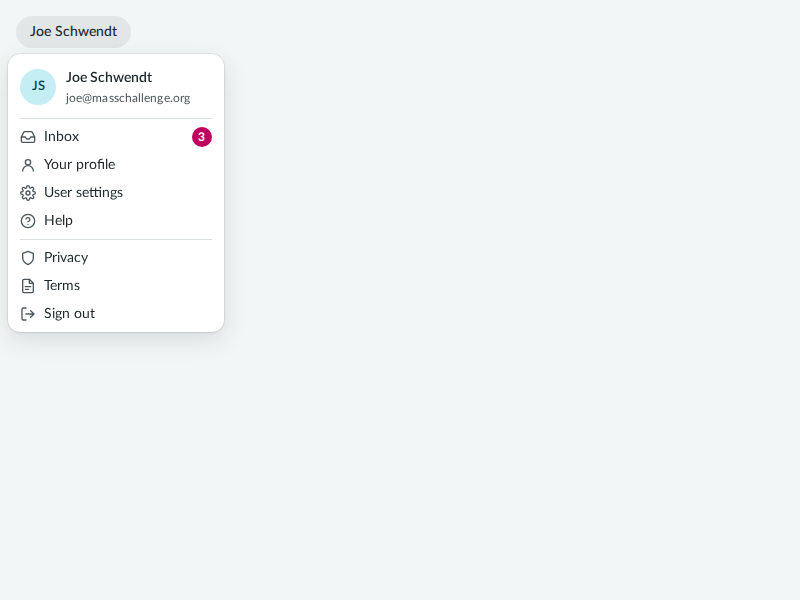 Joe Schwendt
JS
Joe Schwendt
joe@masschallenge.org
Inbox 3
Your profile
User settings
Help
Privacy
Terms
Sign out